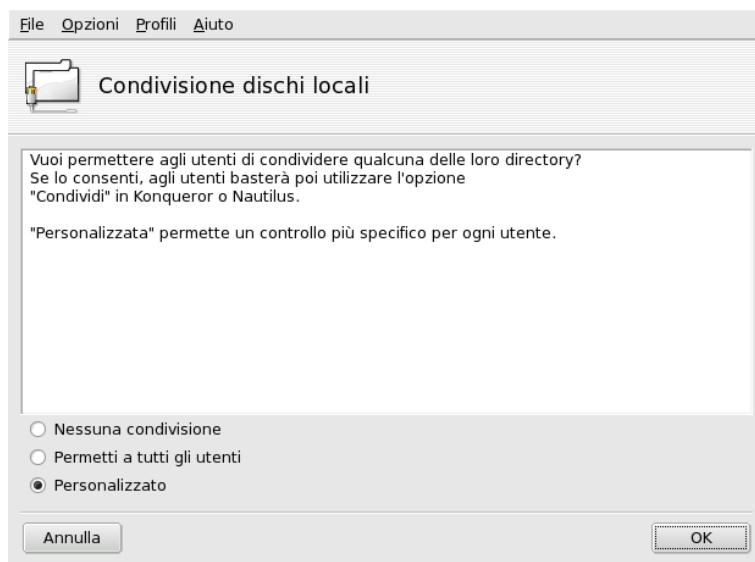 File Opzioni Profili Aiuto
Condivisione dischi locali
Vuoi permettere agli utenti di condividere qualcuna delle loro directory?
Se lo consenti, agli utenti basterà poi utilizzare l'opzione
"Condividi" in Konqueror o Nautilus.
"Personalizzata" permette un controllo più specifico per ogni utente.
Nessuna condivisione
Permetti a tutti gli utenti
Personalizzato
Annulla OK